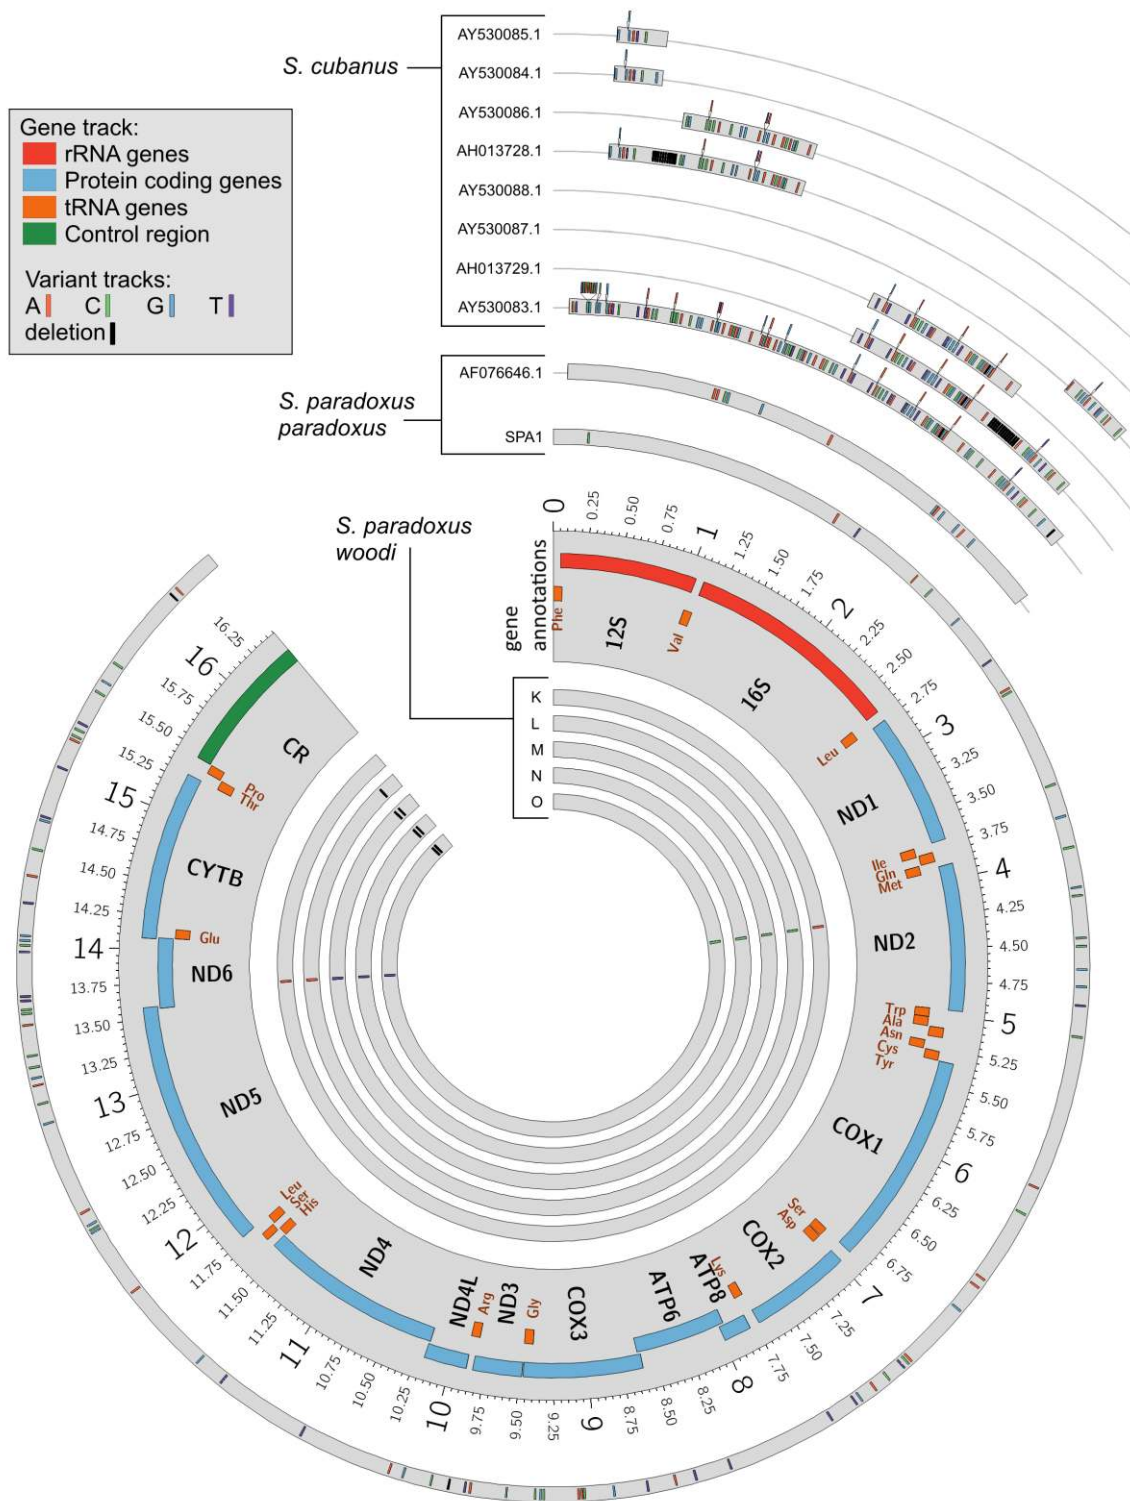 S. cubanus
AY530085.1
AY530084.1
AY530086.1
AH013728.1
AY530088.1
AY530087.1
AH013729.1
AY530083.1
Gene track:
rRNA genes
Protein coding genes
tRNA genes
Control region
Variant tracks:
A C G T
deletion
S. paradoxus
paradoxus
AF076646.1
SPA1
S. paradoxus
woodi
gene
annotations
K
L
M
N
O
0
0.25
0.50
0.75
1
1.25
1.50
1.75
2
2.25
2.50
2.75
3
3.25
3.50
3.75
4
4.25
4.50
4.75
5
5.25
5.50
5.75
6
6.25
6.50
6.75
7
7.25
7.50
7.75
8
8.25
8.50
8.75
9
9.25
9.50
9.75
10
10.25
10.50
10.75
11
11.25
11.50
11.75
12
12.25
12.50
12.75
13
13.25
13.50
13.75
14
14.25
14.50
14.75
15
15.25
15.50
15.75
16
16.25
Phe
12S
Val
16S
Leu
ND1
Ile
Gln
Met
ND2
Trp
Ala
Asn
Cys
Tyr
COX1
Ser
Asp
COX2
Lys
ATP8
ATP6
COX3
Gly
ND3
Arg
ND4L
ND4
His
Ser
Leu
ND5
ND6
Glu
CYTB
Thr
Pro
CR